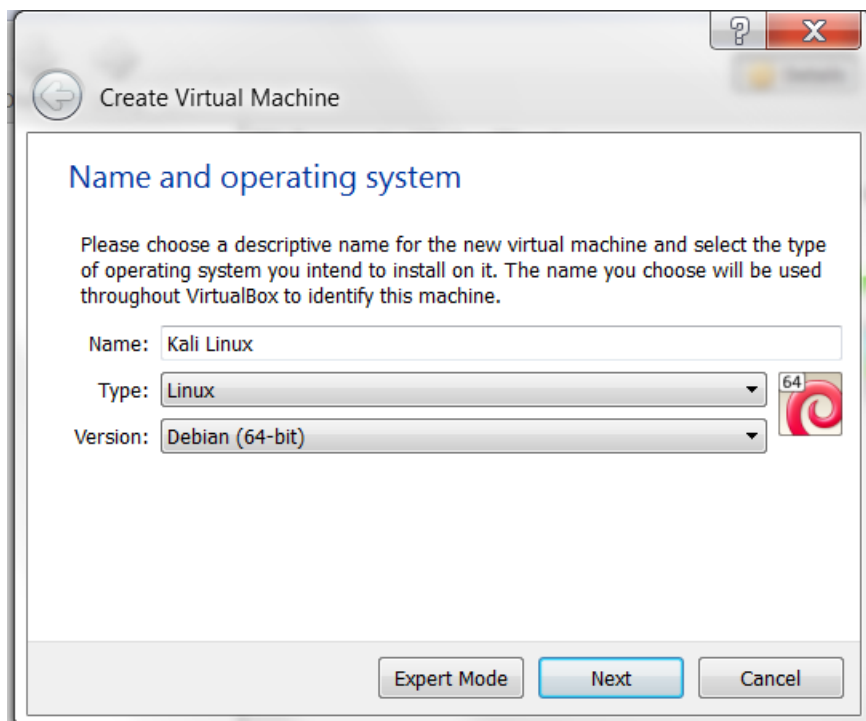 Create Virtual Machine
Name and operating system
Please choose a descriptive name for the new virtual machine and select the type
of operating system you intend to install on it. The name you choose will be used
throughout VirtualBox to identify this machine.
Name: Kali Linux
Type: Linux
64
Version: Debian (64-bit)
Expert Mode Next Cancel